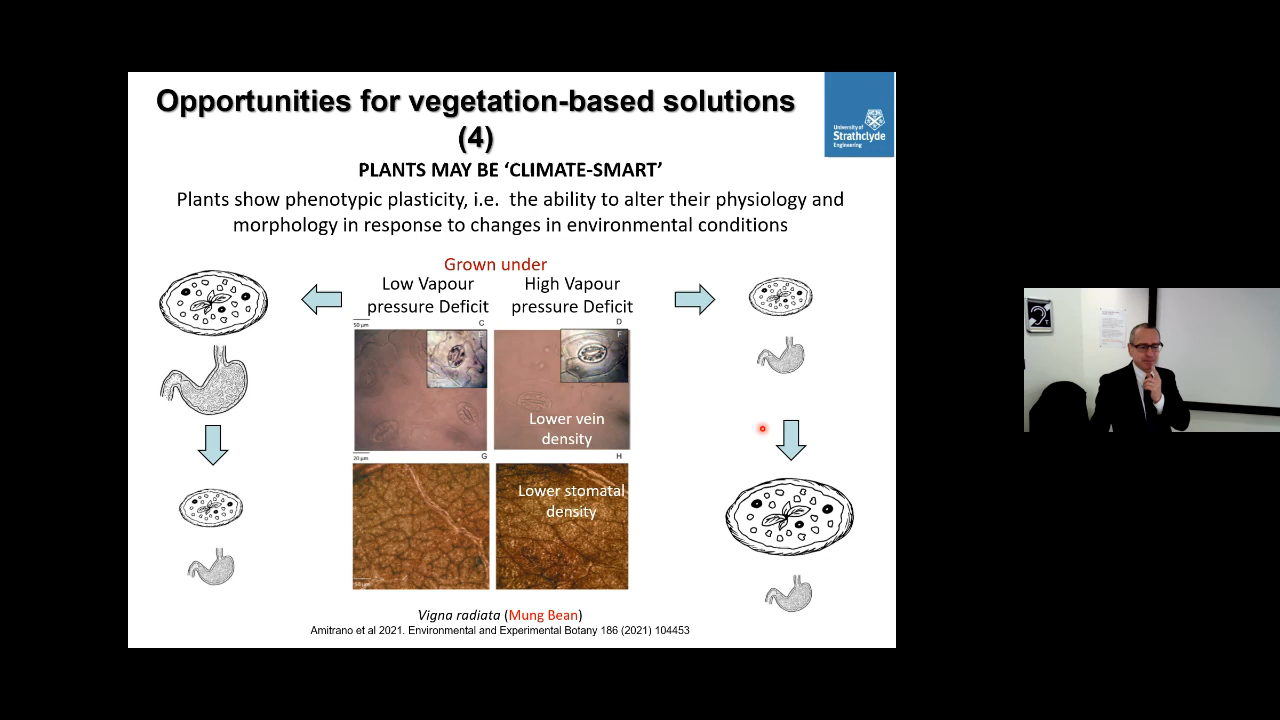 Opportunities for vegetation-based solutions
(4)
University of
Strathclyde
Engineering
PLANTS MAY BE ‘CLIMATE-SMART’
Plants show phenotypic plasticity, i.e. the ability to alter their physiology and
morphology in response to changes in environmental conditions
Grown under
Low Vapour
pressure Deficit
High Vapour
pressure Deficit
50 µm
C
D
E
F
Lower vein
density
20 µm
G
H
Lower stomatal
density
Vigna radiata (Mung Bean)
Amitrano et al 2021. Environmental and Experimental Botany 186 (2021) 104453